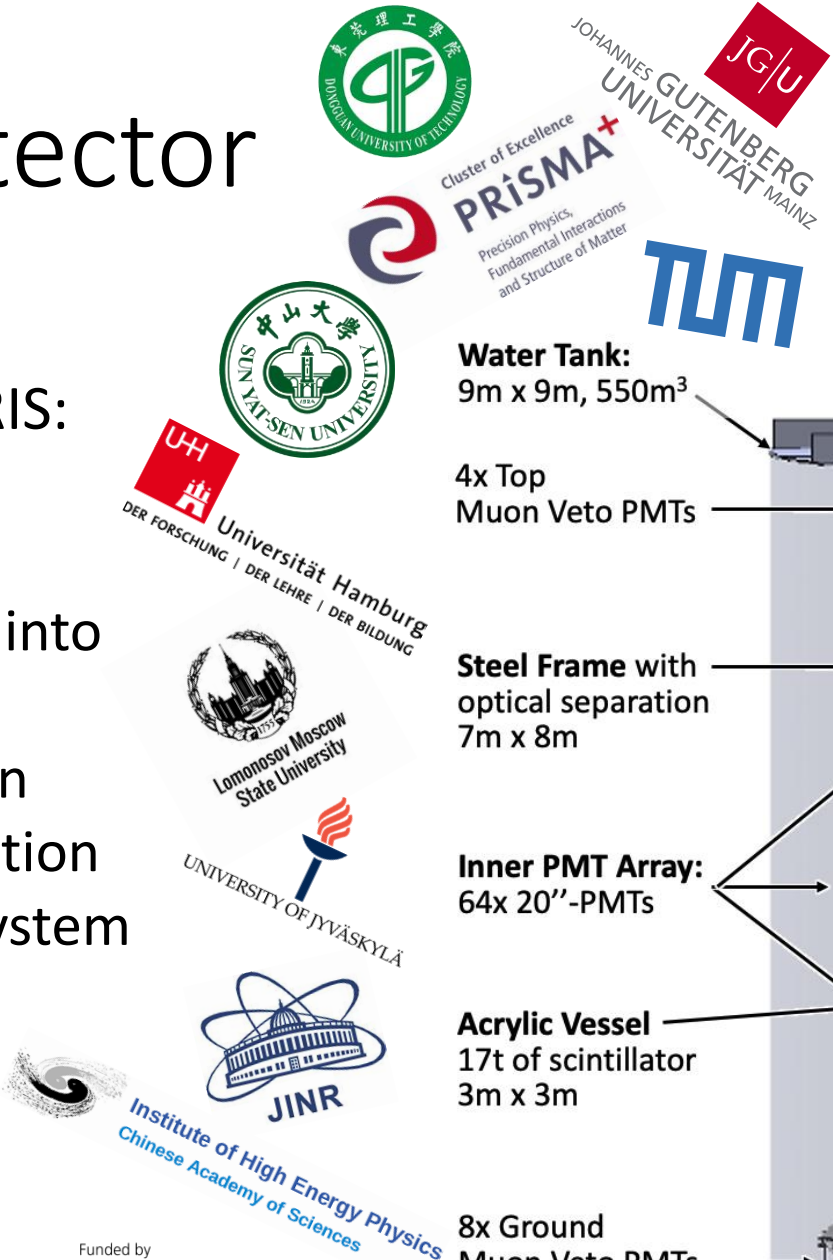 tector
RIS:
into
n
tion
ystem
東莞理工學院
DONGGUAN UNIVERSITY OF TECHNOLOGY
JG|U
JOHANNES GUTENBERG
UNIVERSITÄT MAINZ
Cluster of Excellence
PRiSMA+
Precision Physics,
Fundamental Interactions
and Structure of Matter
TUM
中山大學
SUN YAT-SEN UNIVERSITY
1924
UHH
Universität Hamburg
DER FORSCHUNG | DER LEHRE | DER BILDUNG
1755
Lomonosov Moscow
State University
UNIVERSITY OF JYVÄSKYLÄ
JINR
Institute of High Energy Physics
Chinese Academy of Sciences
Funded by
Water Tank:
9m x 9m, 550m³
4x Top
Muon Veto PMTs
Steel Frame with
optical separation
7m x 8m
Inner PMT Array:
64x 20’’-PMTs
Acrylic Vessel
17t of scintillator
3m x 3m
8x Ground
Muon Veto PMTs